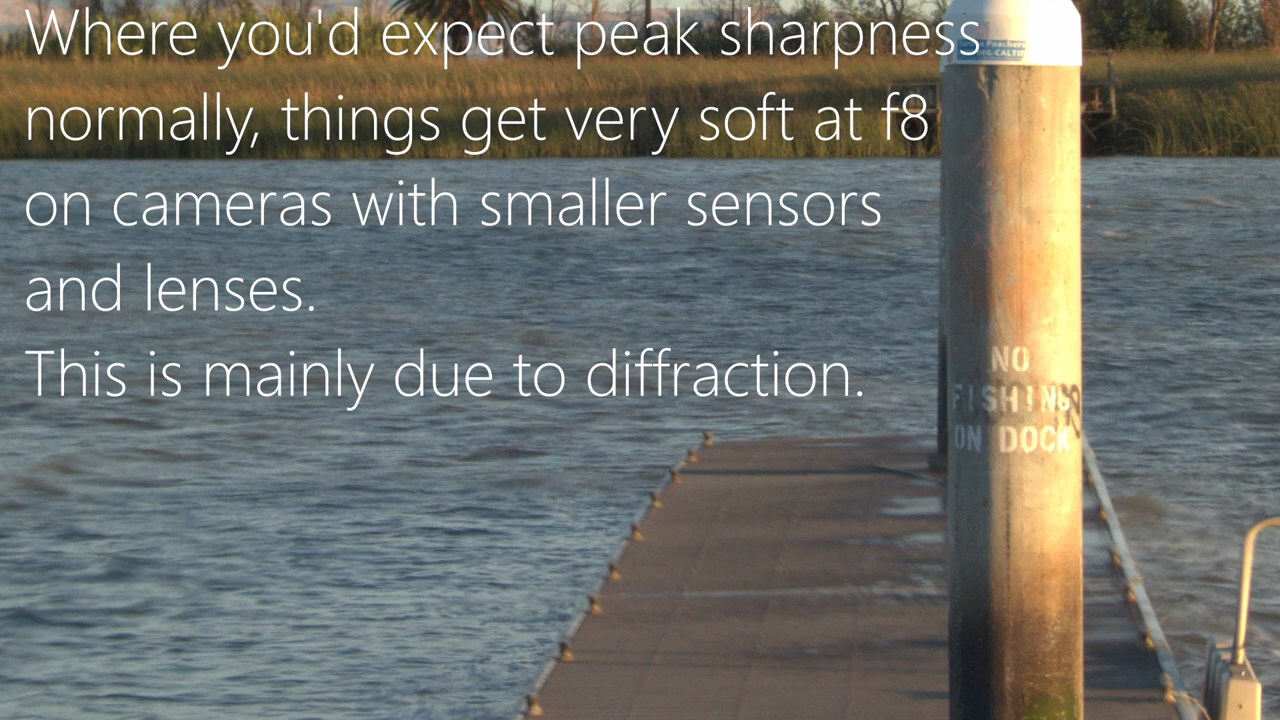 Where you'd expect peak sharpness
normally, things get very soft at f8
on cameras with smaller sensors
and lenses.
This is mainly due to diffraction.
Poachers
NO
FISHING
ON DOCK